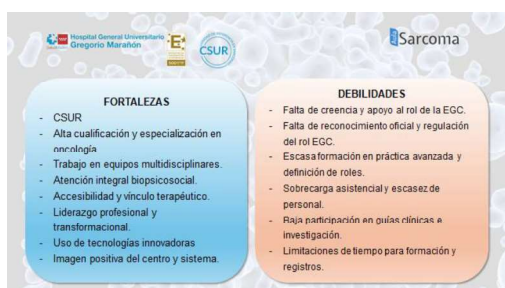 Hospital General Universitario
Gregorio Marañón
CSUR
Sarcoma
FORTALEZAS
- CSUR
- Alta cualificación y especialización en
oncología
- Trabajo en equipos multidisciplinares.
- Atención integral biopsicosocial.
- Accesibilidad y vínculo terapéutico.
- Liderazgo profesional y
transformacional.
- Uso de tecnologías innovadoras
- Imagen positiva del centro y sistema.
DEBILIDADES
- Falta de creencia y apoyo al rol de la EGC.
- Falta de reconocimiento oficial y regulación
del rol EGC.
- Escasa formación en práctica avanzada y
definición de roles.
- Sobrecarga asistencial y escasez de
personal.
- Baja participación en guías clínicas e
investigación.
- Limitaciones de tiempo para formación y
registros.